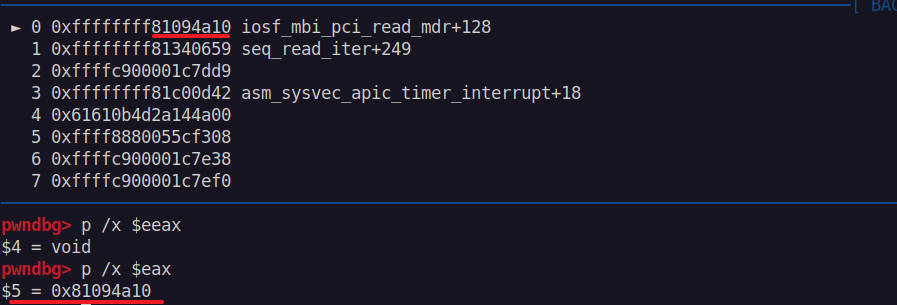 [ BAC
► 0 0xffffffff81094a10 iosf_mbi_pci_read_mdr+128
1 0xffffffff81340659 seq_read_iter+249
2 0xffffc900001c7dd9
3 0xffffffff81c00d42 asm_sysvec_apic_timer_interrupt+18
4 0x61610b4d2a144a00
5 0xffff8880055cf308
6 0xffffc900001c7e38
7 0xffffc900001c7ef0
pwndbg> p /x $eeax
$4 = void
pwndbg> p /x $eax
$5 = 0x81094a10